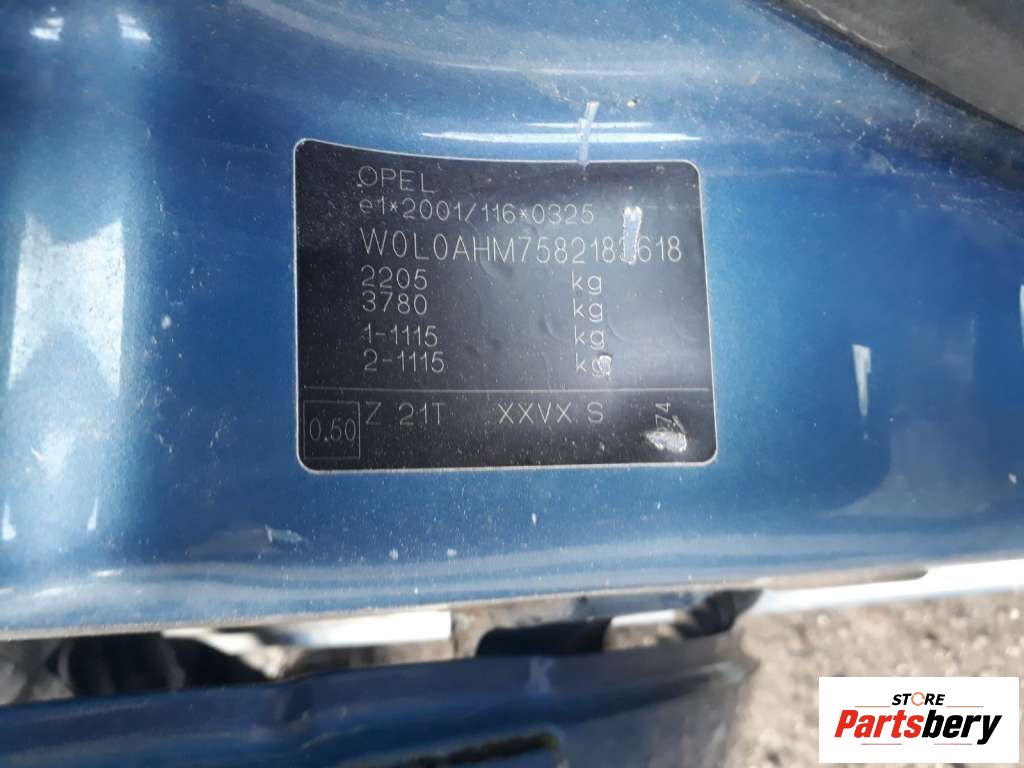 OPEL
e1*2001/116*0325
2205 kg
3780 kg
1-1115 kg
2-1115 kg
0.50 Z 21T XXVX S
STORE
Partsbery